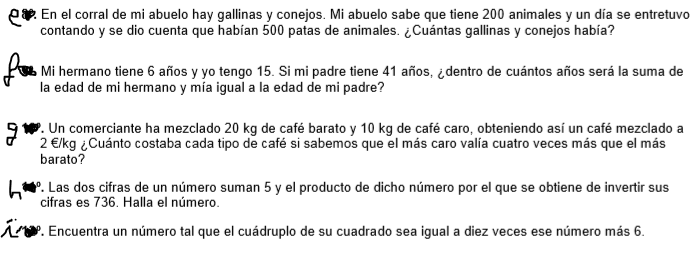 e. En el corral de mi abuelo hay gallinas y conejos. Mi abuelo sabe que tiene 200 animales y un día se entretuvo
contando y se dio cuenta que habían 500 patas de animales. ¿Cuántas gallinas y conejos había?
f. Mi hermano tiene 6 años y yo tengo 15. Si mi padre tiene 41 años, ¿dentro de cuántos años será la suma de
la edad de mi hermano y mía igual a la edad de mi padre?
g. Un comerciante ha mezclado 20 kg de café barato y 10 kg de café caro, obteniendo así un café mezclado a
2 €/kg ¿Cuánto costaba cada tipo de café si sabemos que el más caro valía cuatro veces más que el más
barato?
h. Las dos cifras de un número suman 5 y el producto de dicho número por el que se obtiene de invertir sus
cifras es 736. Halla el número.
i. Encuentra un número tal que el cuádruplo de su cuadrado sea igual a diez veces ese número más 6.